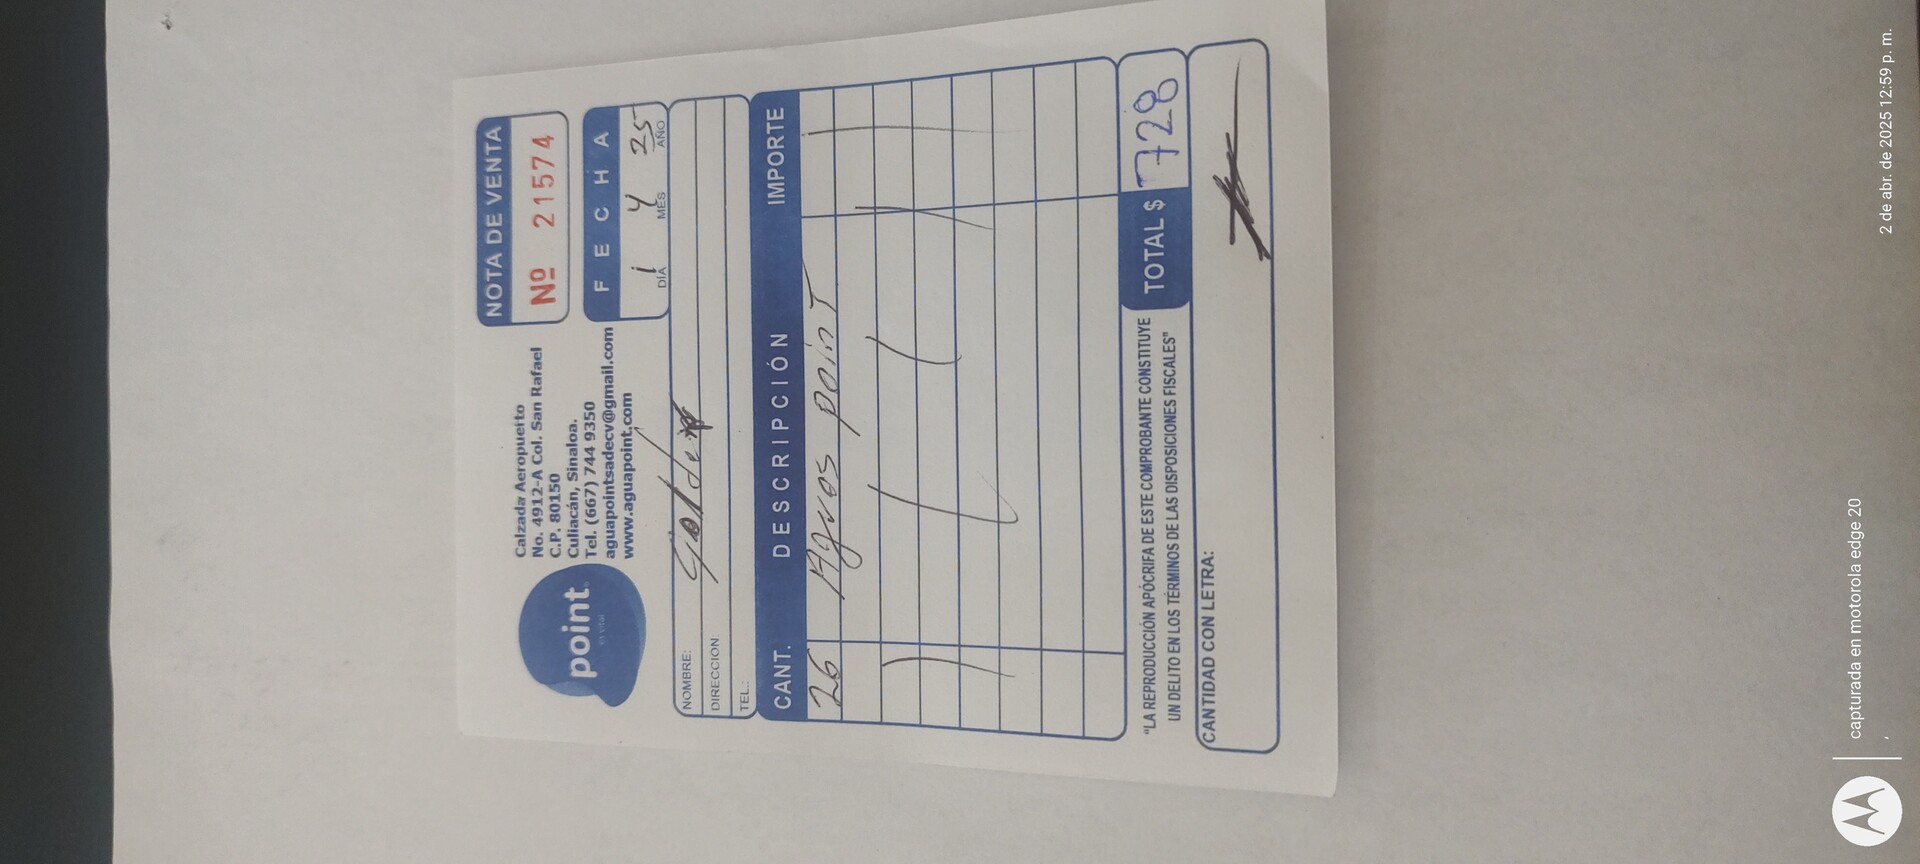 point
es vital
Calzada Aeropuerto
No. 4912-A Col. San Rafael
C.P. 80150
Culiacán, Sinaloa.
Tel. (667) 744 9350
aguapointsadecv@gmail.com
www.aguapoint.com
NOTA DE VENTA
Nº 21574
FECHA
1 4 25
DÍA MES AÑO
NOMBRE:
DIRECCION
TEL.:
CANT. DESCRIPCIÓN IMPORTE
26 Aguas point
"LA REPRODUCCIÓN APÓCRIFA DE ESTE COMPROBANTE CONSTITUYE
UN DELITO EN LOS TÉRMINOS DE LAS DISPOSICIONES FISCALES"
TOTAL $ 728
CANTIDAD CON LETRA:
capturada en motorola edge 20
,
2 de abr. de 2025 12:59 p. m.